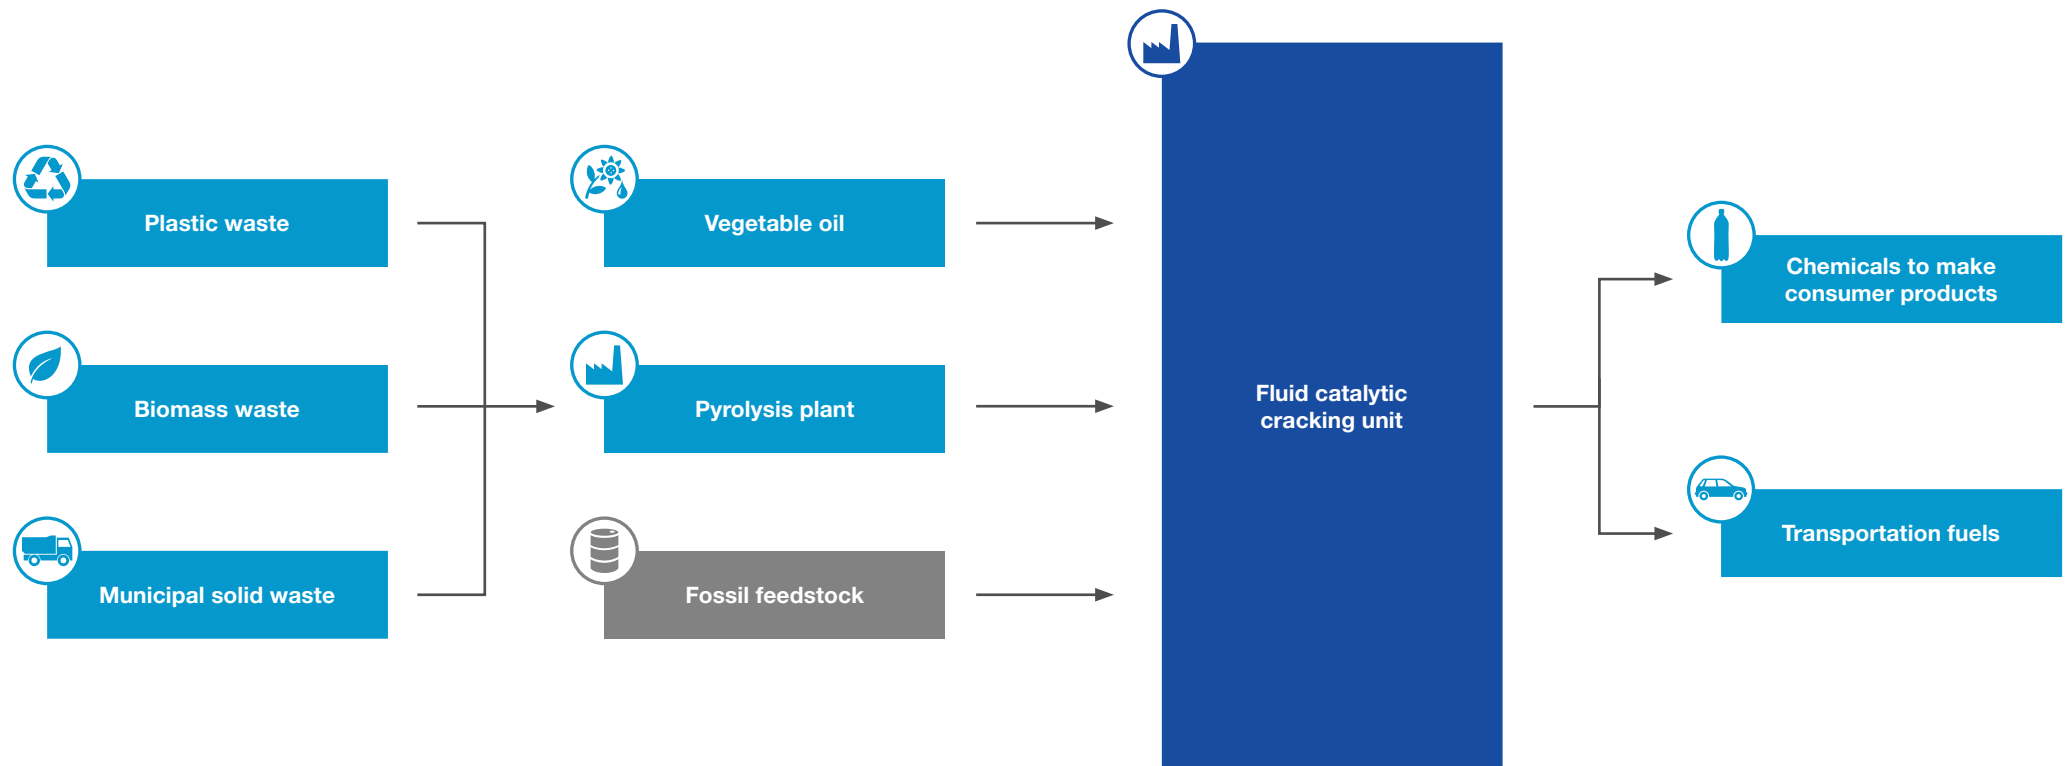 Plastic waste
Biomass waste
Municipal solid waste
Vegetable oil
Pyrolysis plant
Fossil feedstock
Fluid catalytic
cracking unit
Chemicals to make
consumer products
Transportation fuels